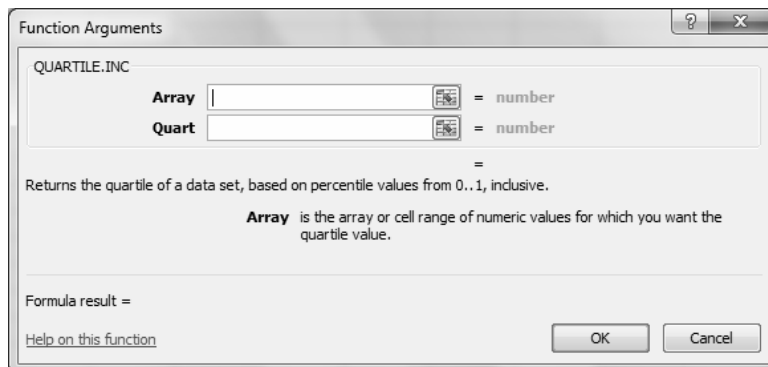 Function Arguments
? X
QUARTILE.INC
Array = number
Quart = number
=
Returns the quartile of a data set, based on percentile values from 0..1, inclusive.
Array is the array or cell range of numeric values for which you want the
quartile value.
Formula result =
Help on this function
OK Cancel